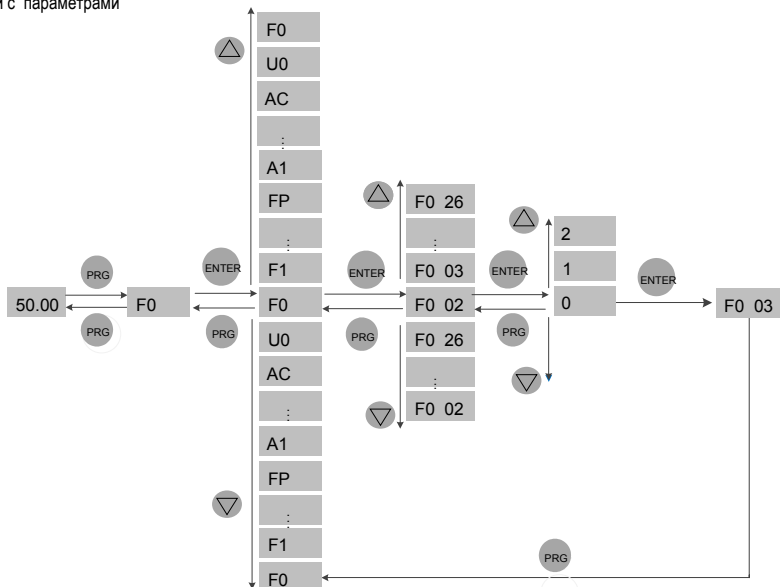 и с параметрами
F0
U0
AC
⋮
A1
FP
⋮
F1
F0
U0
AC
⋮
A1
FP
⋮
F1
F0
50.00
PRG
PRG
F0
ENTER
PRG
ENTER
PRG
F0 26
⋮
F0 03
F0 02
F0 26
⋮
F0 02
ENTER
PRG
2
1
0
ENTER
F0 03
PRG